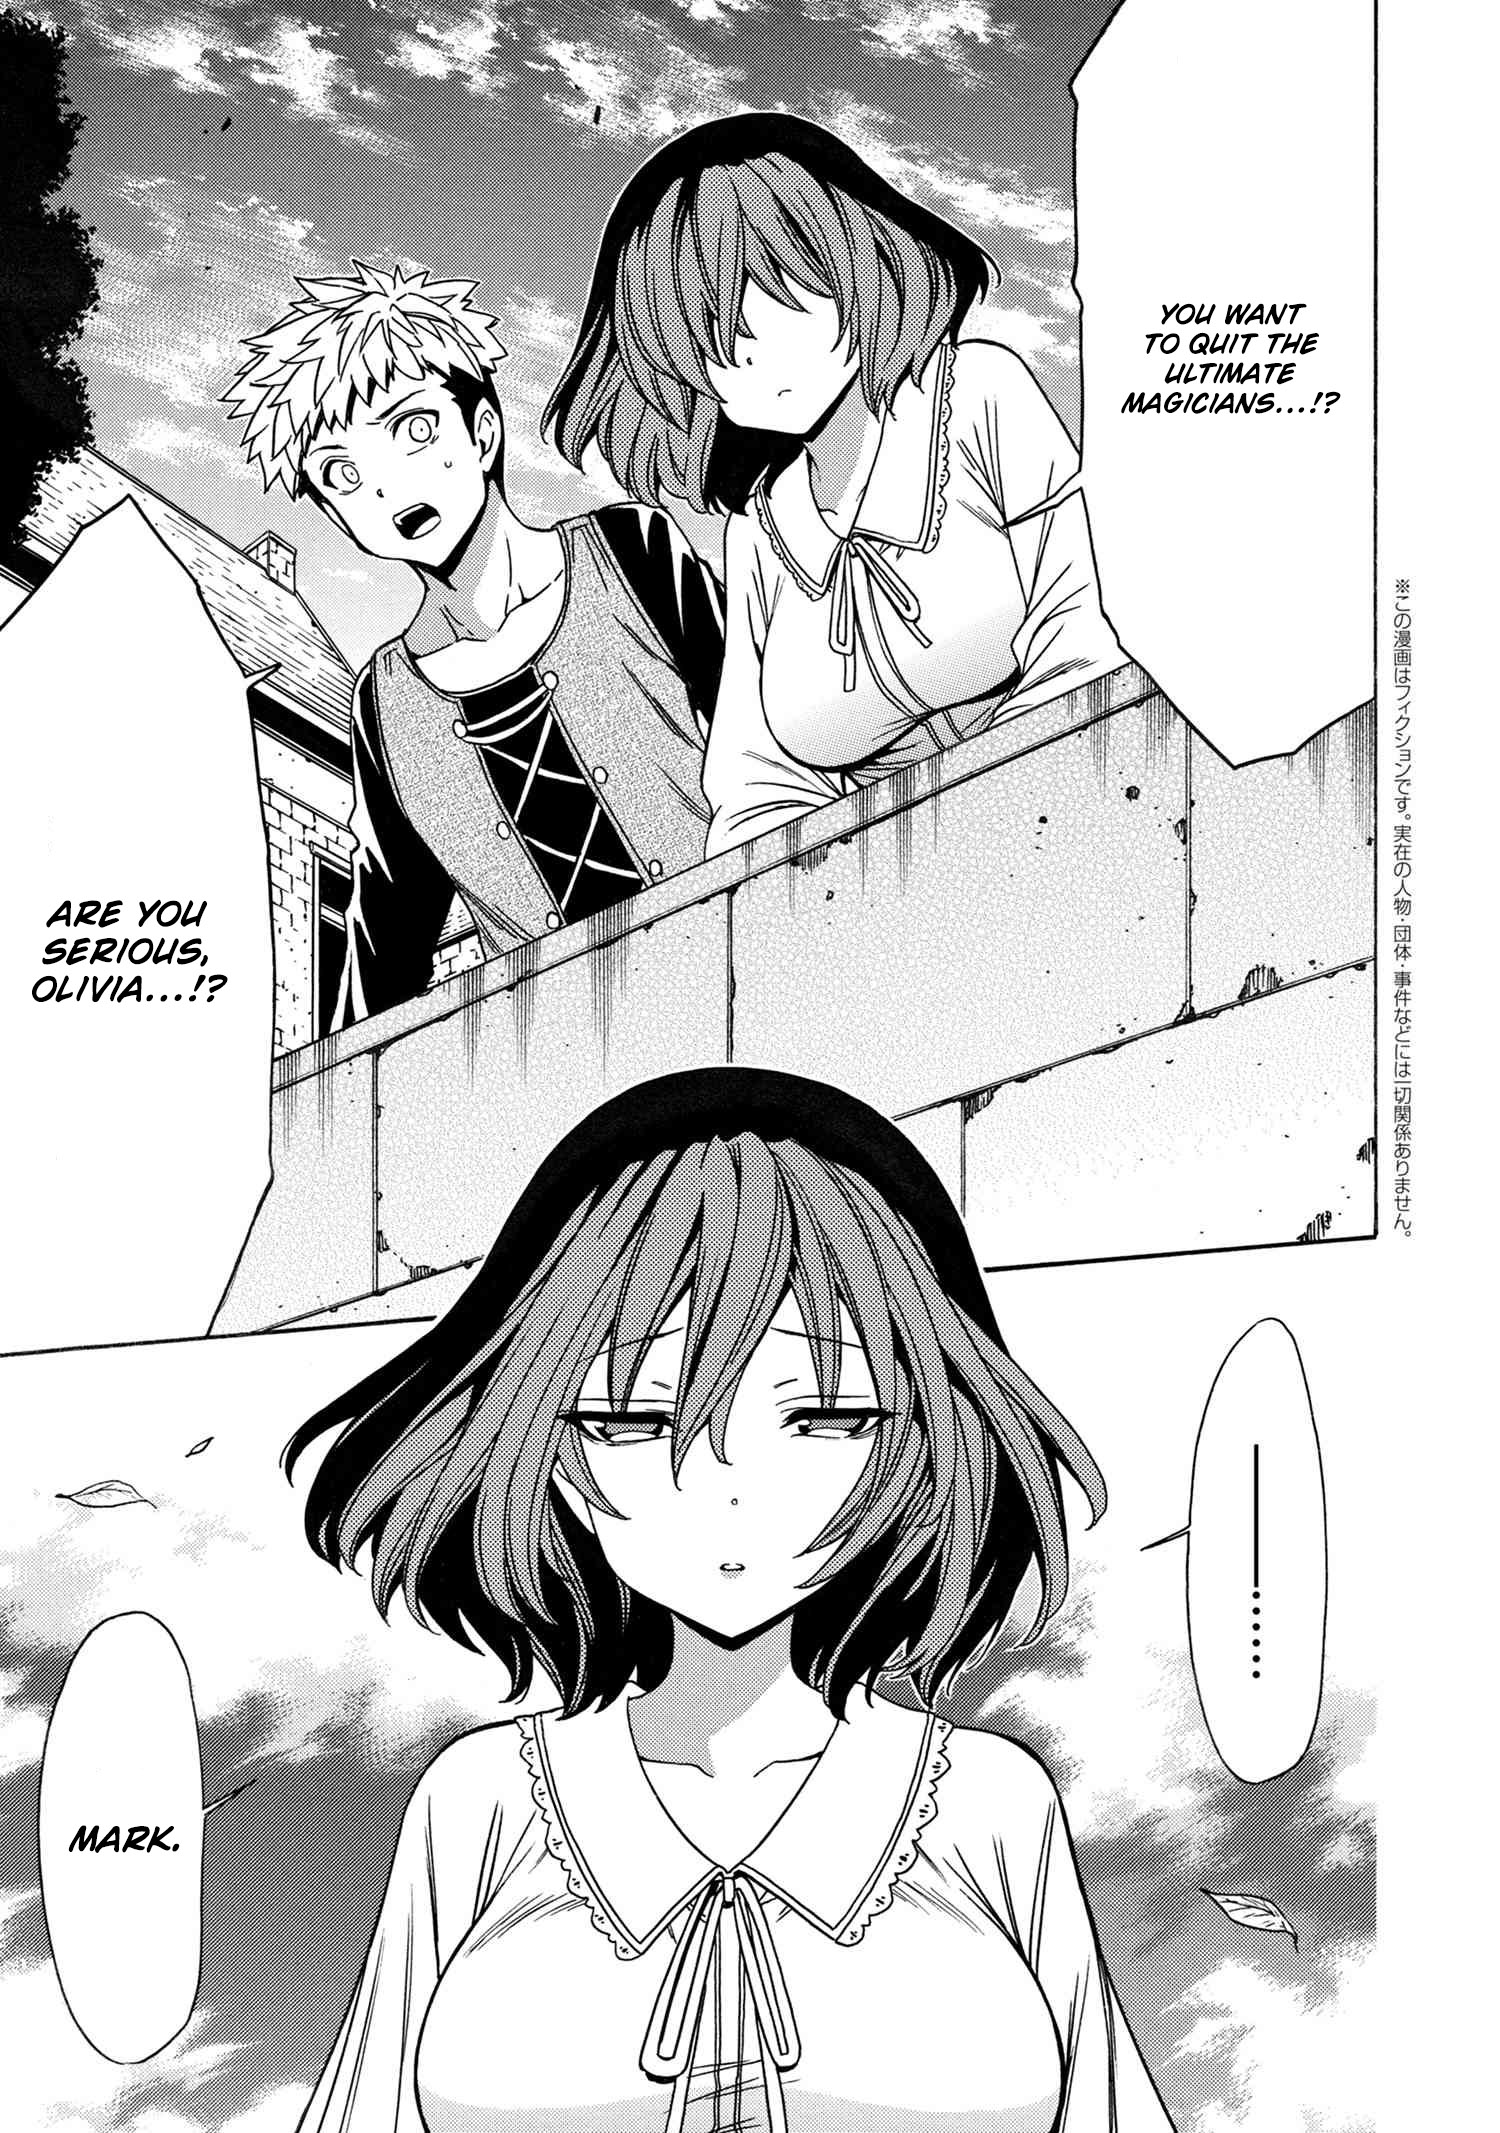 YOU WANT
TO QUIT THE
ULTIMATE
MAGICIANS...!?
ARE YOU
SERIOUS,
OLIVIA...!?
※この漫画はフィクションです。実在の人物・団体・事件などには一切関係ありません。
―……
MARK.